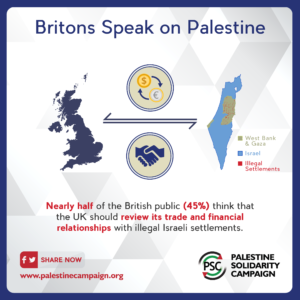 Britons Speak on Palestine
$
€
West Bank
& Gaza
Israel
Illegal
Settlements
Nearly half of the British public (45%) think that
the UK should review its trade and financial
relationships with illegal Israeli settlements.
f
SHARE NOW
www.palestinecampaign.org
PSC
PALESTINE
SOLIDARITY
CAMPAIGN